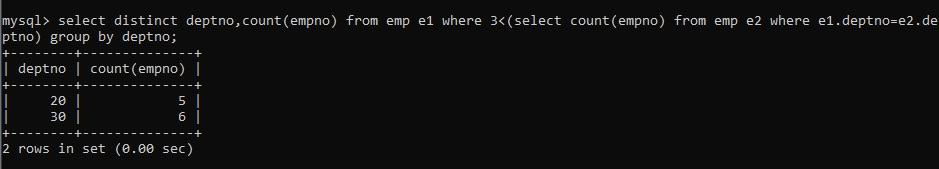 mysql> select distinct deptno,count(empno) from emp e1 where 3<(select count(empno) from emp e2 where e1.deptno=e2.de
ptno) group by deptno;
+--------+--------------+
| deptno | count(empno) |
+--------+--------------+
|     20 |            5 |
|     30 |            6 |
+--------+--------------+
2 rows in set (0.00 sec)